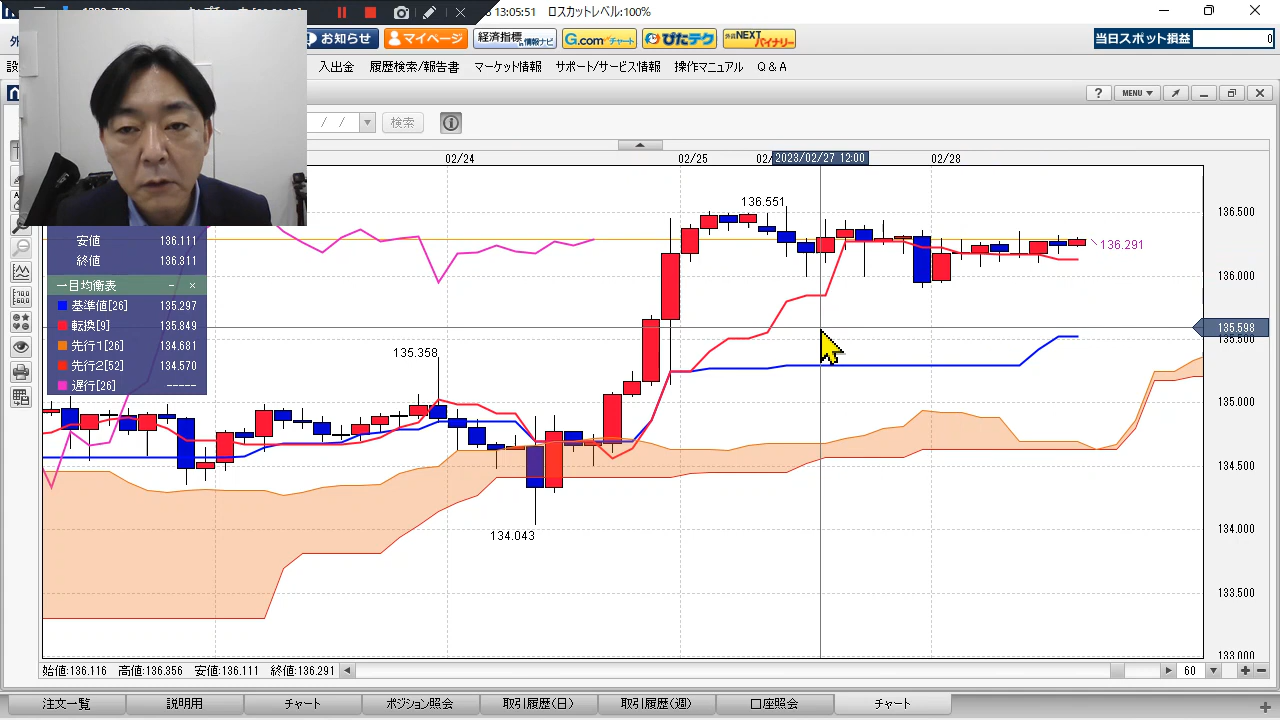 13:05:51 ロスカットレベル:100%
お知らせ マイページ 経済指標 情報ナビ G.comチャート ぴたテク 外貨NEXTバイナリー 当日スポット損益 0
入出金 履歴検索/報告書 マーケット情報 サポート/サービス情報 操作マニュアル Q&A
? MENU
/ / 検索
02/24 02/25 02/ 2023/02/27 12:00 02/28
安値 136.111
終値 136.311
一目均衡表
基準値[26] 135.297
転換[9] 135.849
先行1[26] 134.681
先行2[52] 134.570
遅行[26] -----
136.551
136.291
135.358
134.043
136.500
136.000
135.598
135.500
135.000
134.500
134.000
133.500
133.000
始値:136.116 高値:136.356 安値:136.111 終値:136.291 60
注文一覧 説明用 チャート ポジション照会 取引履歴(日) 取引履歴(週) 口座照会 チャート